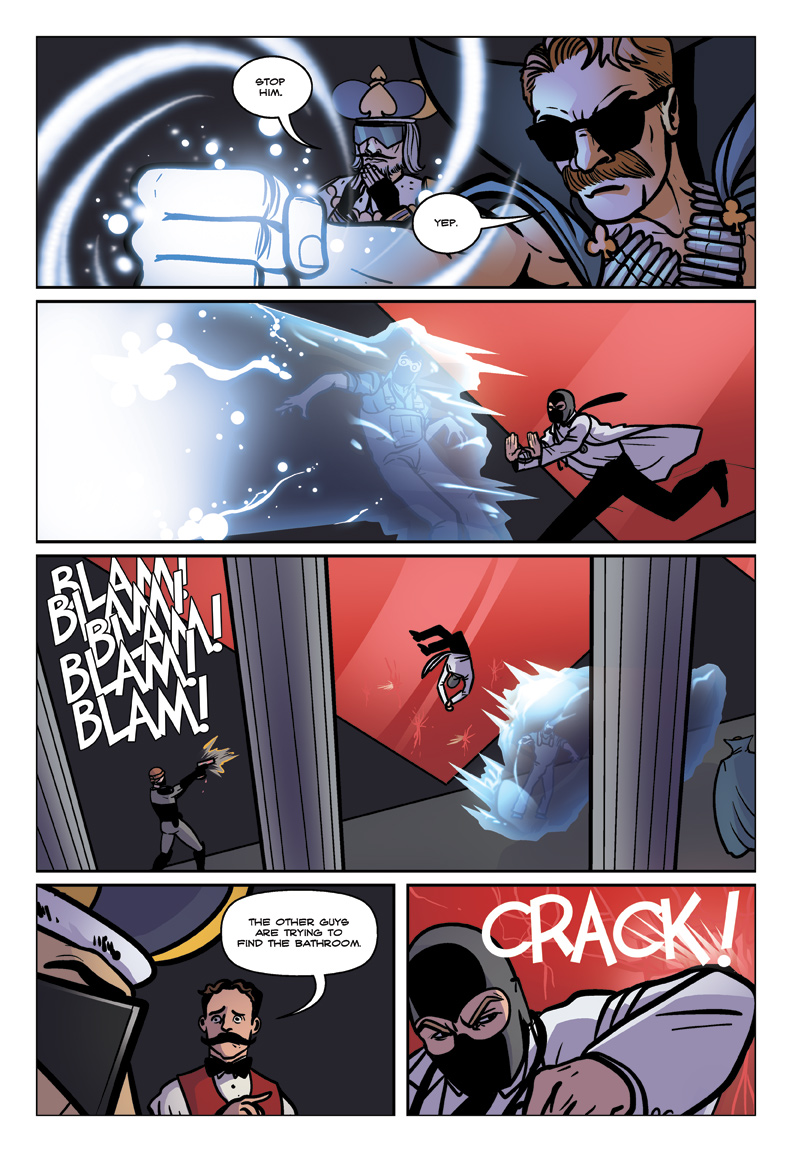 STOP
HIM.
YEP.
BLAM!
BLAM!
BLAM!
BLAM!
BLAM!
THE OTHER GUYS
ARE TRYING TO
FIND THE BATHROOM.
CRACK!